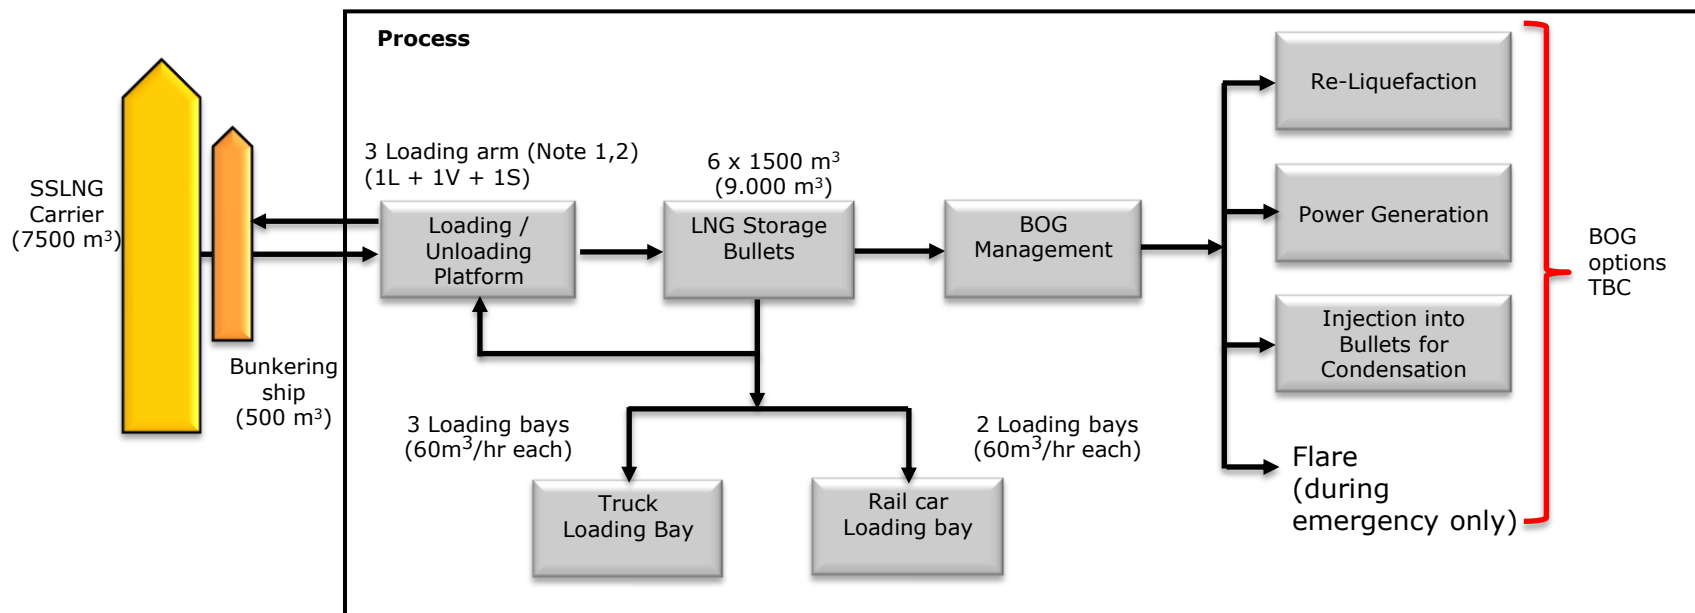 Process
SSLNG
Carrier
(7500 m³)
Bunkering
ship
(500 m³)
3 Loading arm (Note 1,2)
(1L + 1V + 1S)
Loading /
Unloading
Platform
6 x 1500 m³
(9.000 m³)
LNG Storage
Bullets
BOG
Management
Re-Liquefaction
Power Generation
Injection into
Bullets for
Condensation
Flare
(during
emergency only)
BOG
options
TBC
3 Loading bays
(60m³/hr each)
Truck
Loading Bay
2 Loading bays
(60m³/hr each)
Rail car
Loading bay